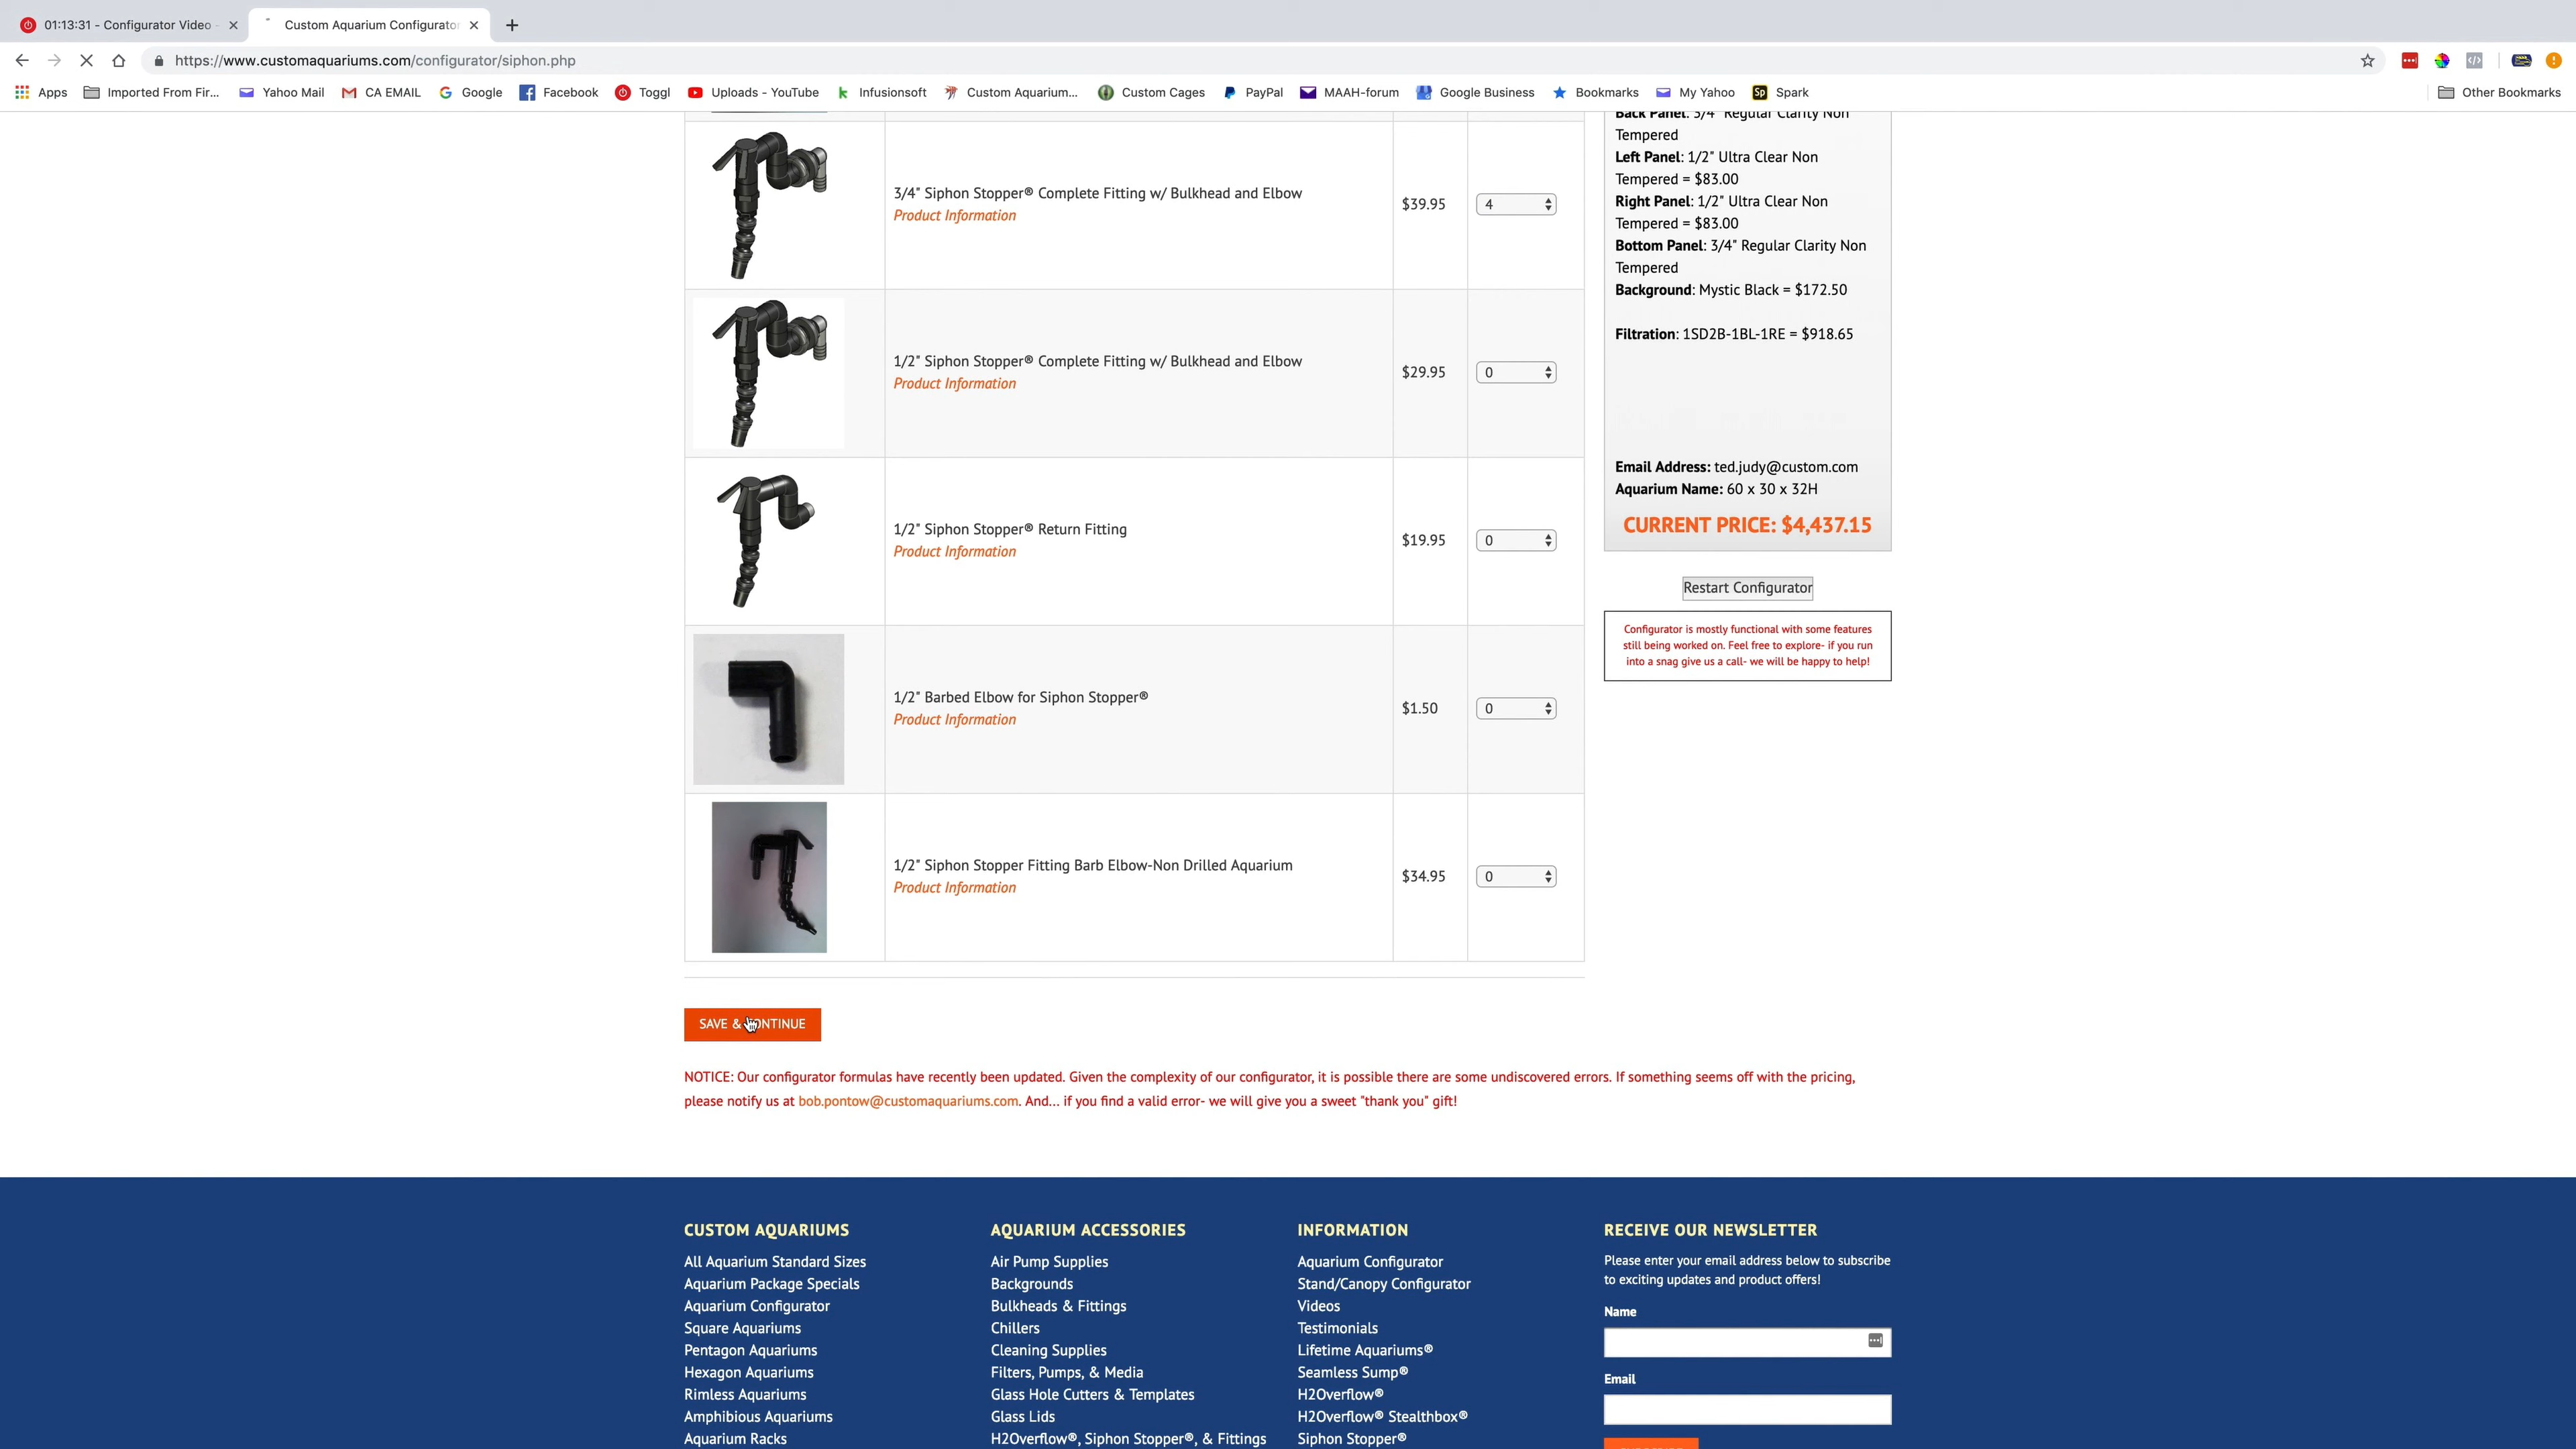 01:13:31 - Configurator Video -
Custom Aquarium Configurator
https://www.customaquariums.com/configurator/siphon.php
Apps
Imported From Fir...
Yahoo Mail
CA EMAIL
Google
Facebook
Toggl
Uploads - YouTube
Infusionsoft
Custom Aquarium...
Custom Cages
PayPal
MAAH-forum
Google Business
Bookmarks
My Yahoo
Sp Spark
Other Bookmarks
3/4" Siphon Stopper® Complete Fitting w/ Bulkhead and Elbow
Product Information
$39.95
4
1/2" Siphon Stopper® Complete Fitting w/ Bulkhead and Elbow
Product Information
$29.95
0
1/2" Siphon Stopper® Return Fitting
Product Information
$19.95
0
1/2" Barbed Elbow for Siphon Stopper®
Product Information
$1.50
0
1/2" Siphon Stopper Fitting Barb Elbow-Non Drilled Aquarium
Product Information
$34.95
0
Back Panel: 3/4" Regular Clarity Non
Tempered
Left Panel: 1/2" Ultra Clear Non
Tempered = $83.00
Right Panel: 1/2" Ultra Clear Non
Tempered = $83.00
Bottom Panel: 3/4" Regular Clarity Non
Tempered
Background: Mystic Black = $172.50
Filtration: 1SD2B-1BL-1RE = $918.65
Email Address: ted.judy@custom.com
Aquarium Name: 60 x 30 x 32H
CURRENT PRICE: $4,437.15
Restart Configurator
Configurator is mostly functional with some features
still being worked on. Feel free to explore- if you run
into a snag give us a call- we will be happy to help!
SAVE & CONTINUE
NOTICE: Our configurator formulas have recently been updated. Given the complexity of our configurator, it is possible there are some undiscovered errors. If something seems off with the pricing,
please notify us at bob.pontow@customaquariums.com. And... if you find a valid error- we will give you a sweet "thank you" gift!
CUSTOM AQUARIUMS
All Aquarium Standard Sizes
Aquarium Package Specials
Aquarium Configurator
Square Aquariums
Pentagon Aquariums
Hexagon Aquariums
Rimless Aquariums
Amphibious Aquariums
Aquarium Racks
AQUARIUM ACCESSORIES
Air Pump Supplies
Backgrounds
Bulkheads & Fittings
Chillers
Cleaning Supplies
Filters, Pumps, & Media
Glass Hole Cutters & Templates
Glass Lids
H2Overflow®, Siphon Stopper®, & Fittings
INFORMATION
Aquarium Configurator
Stand/Canopy Configurator
Videos
Testimonials
Lifetime Aquariums®
Seamless Sump®
H2Overflow®
H2Overflow® Stealthbox®
Siphon Stopper®
RECEIVE OUR NEWSLETTER
Please enter your email address below to subscribe
to exciting updates and product offers!
Name
Email